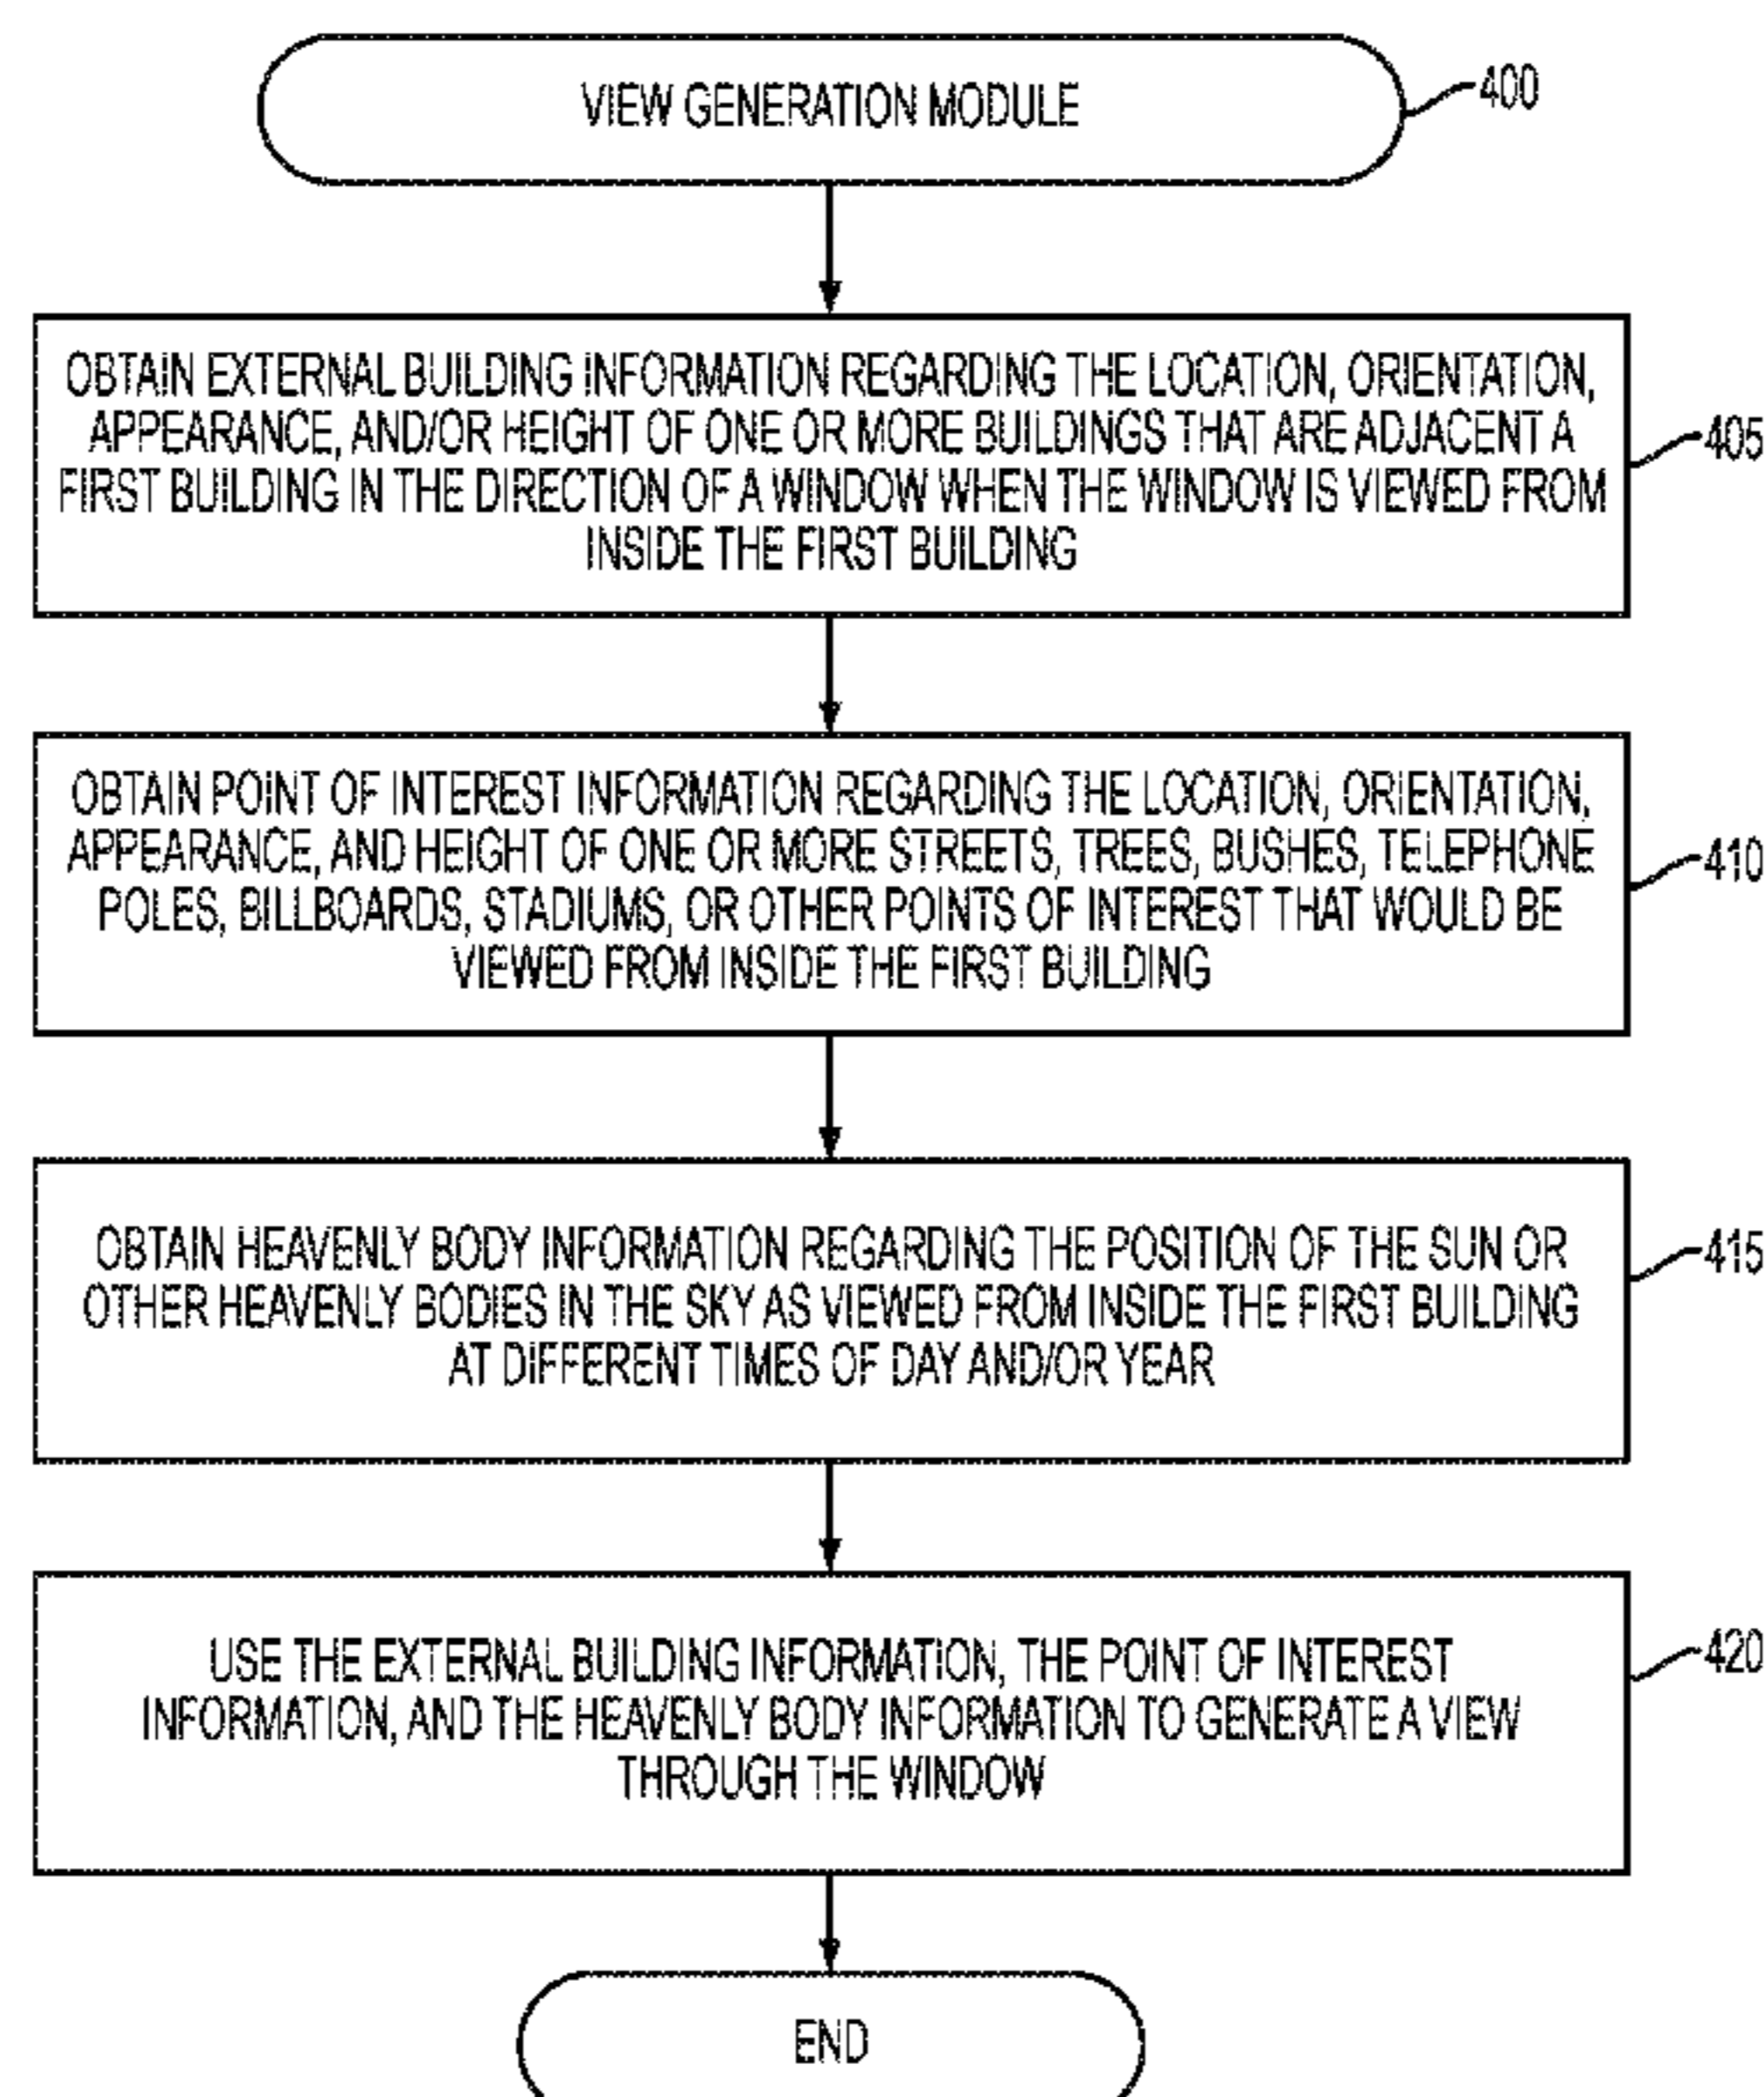 VIEW GENERATION MODULE
400
OBTAIN EXTERNAL BUILDING INFORMATION REGARDING THE LOCATION, ORIENTATION,
APPEARANCE, AND/OR HEIGHT OF ONE OR MORE BUILDINGS THAT ARE ADJACENT A
FIRST BUILDING IN THE DIRECTION OF A WINDOW WHEN THE WINDOW IS VIEWED FROM
INSIDE THE FIRST BUILDING
405
OBTAIN POINT OF INTEREST INFORMATION REGARDING THE LOCATION, ORIENTATION,
APPEARANCE, AND HEIGHT OF ONE OR MORE STREETS, TREES, BUSHES, TELEPHONE
POLES, BILLBOARDS, STADIUMS, OR OTHER POINTS OF INTEREST THAT WOULD BE
VIEWED FROM INSIDE THE FIRST BUILDING
410
OBTAIN HEAVENLY BODY INFORMATION REGARDING THE POSITION OF THE SUN OR
OTHER HEAVENLY BODIES IN THE SKY AS VIEWED FROM INSIDE THE FIRST BUILDING
AT DIFFERENT TIMES OF DAY AND/OR YEAR
415
USE THE EXTERNAL BUILDING INFORMATION, THE POINT OF INTEREST
INFORMATION, AND THE HEAVENLY BODY INFORMATION TO GENERATE A VIEW
THROUGH THE WINDOW
420
END